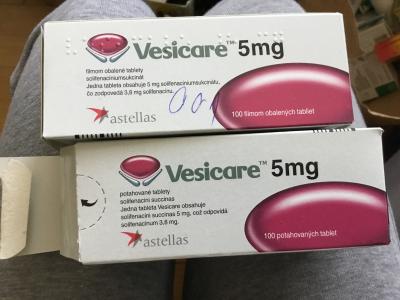 Vesicare™ 5mg
filmom obalené tablety
solifenacíniumsukcinát
Jedna tableta obsahuje 5 mg solifenacíniumsukcinátu,
čo zodpovedá 3,8 mg solifenacínu.
astellas
100 filmom obalených tabliet
Vesicare™ 5mg
potahované tablety
solifenacini succinas
Jedna tableta Vesicare obsahuje
solifenacini succinas 5 mg, což odpovídá
solifenacinum 3,8 mg.
astellas
100 potahovaných tablet